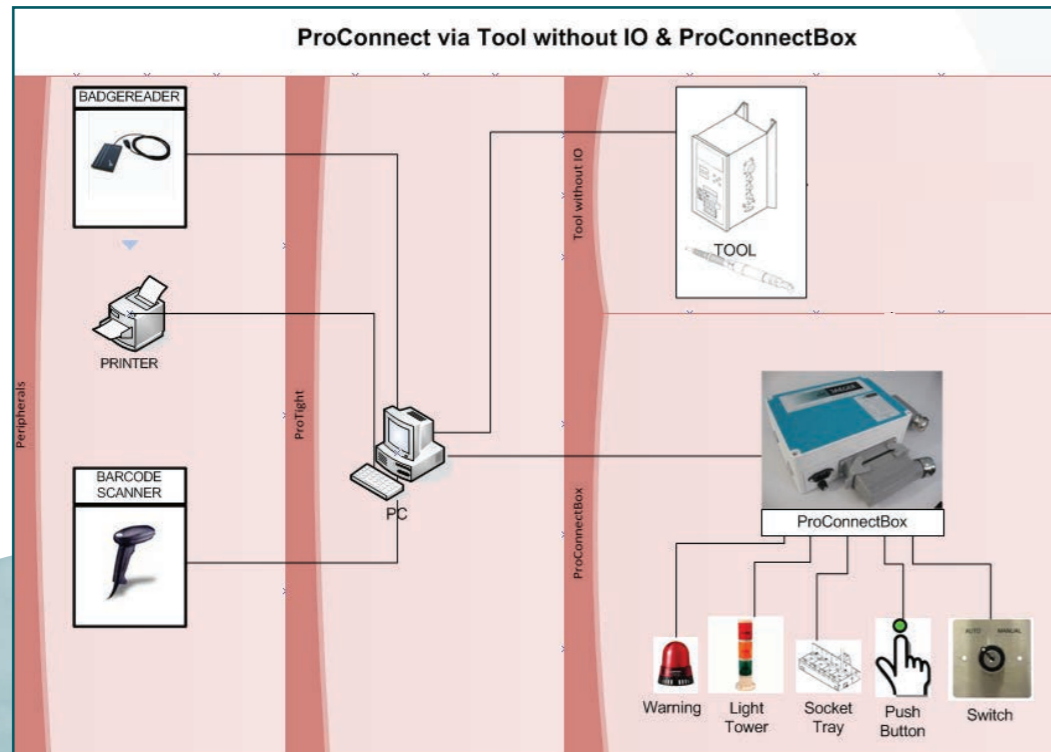 ProConnect via Tool without IO & ProConnectBox
Peripherals
BADGEREADER
PRINTER
BARCODE
SCANNER
ProTight
PC
Tool without IO
TOOL
ProConnectBox
ProConnectBox
Warning
Light
Tower
Socket
Tray
Push
Button
AUTO MANUAL
Switch